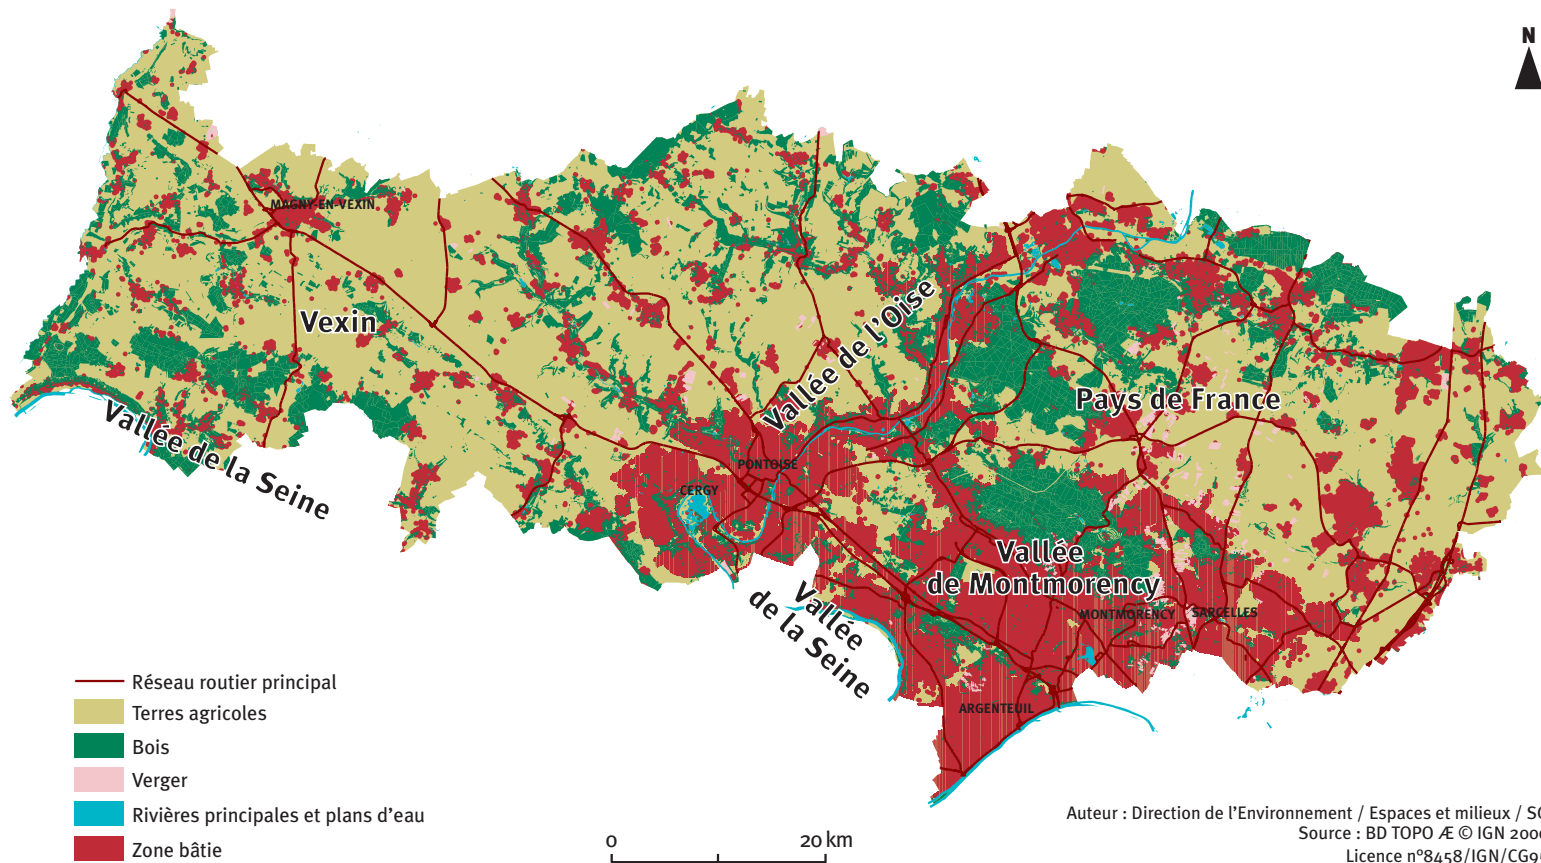 N
MAGNY-EN-VEXIN
Vexin
Vallée de l'Oise
Pays de France
Vallée de la Seine
PONTOISE
CERGY
Vallée
de Montmorency
Vallée
de la Seine
MONTMORENCY
SARCELLES
ARGENTEUIL
Réseau routier principal
Terres agricoles
Bois
Verger
Rivières principales et plans d'eau
Zone bâtie
0 20 km
Auteur : Direction de l'Environnement / Espaces et milieux /
Source : BD TOPO Æ © IGN
Licence n°8458/IGN/